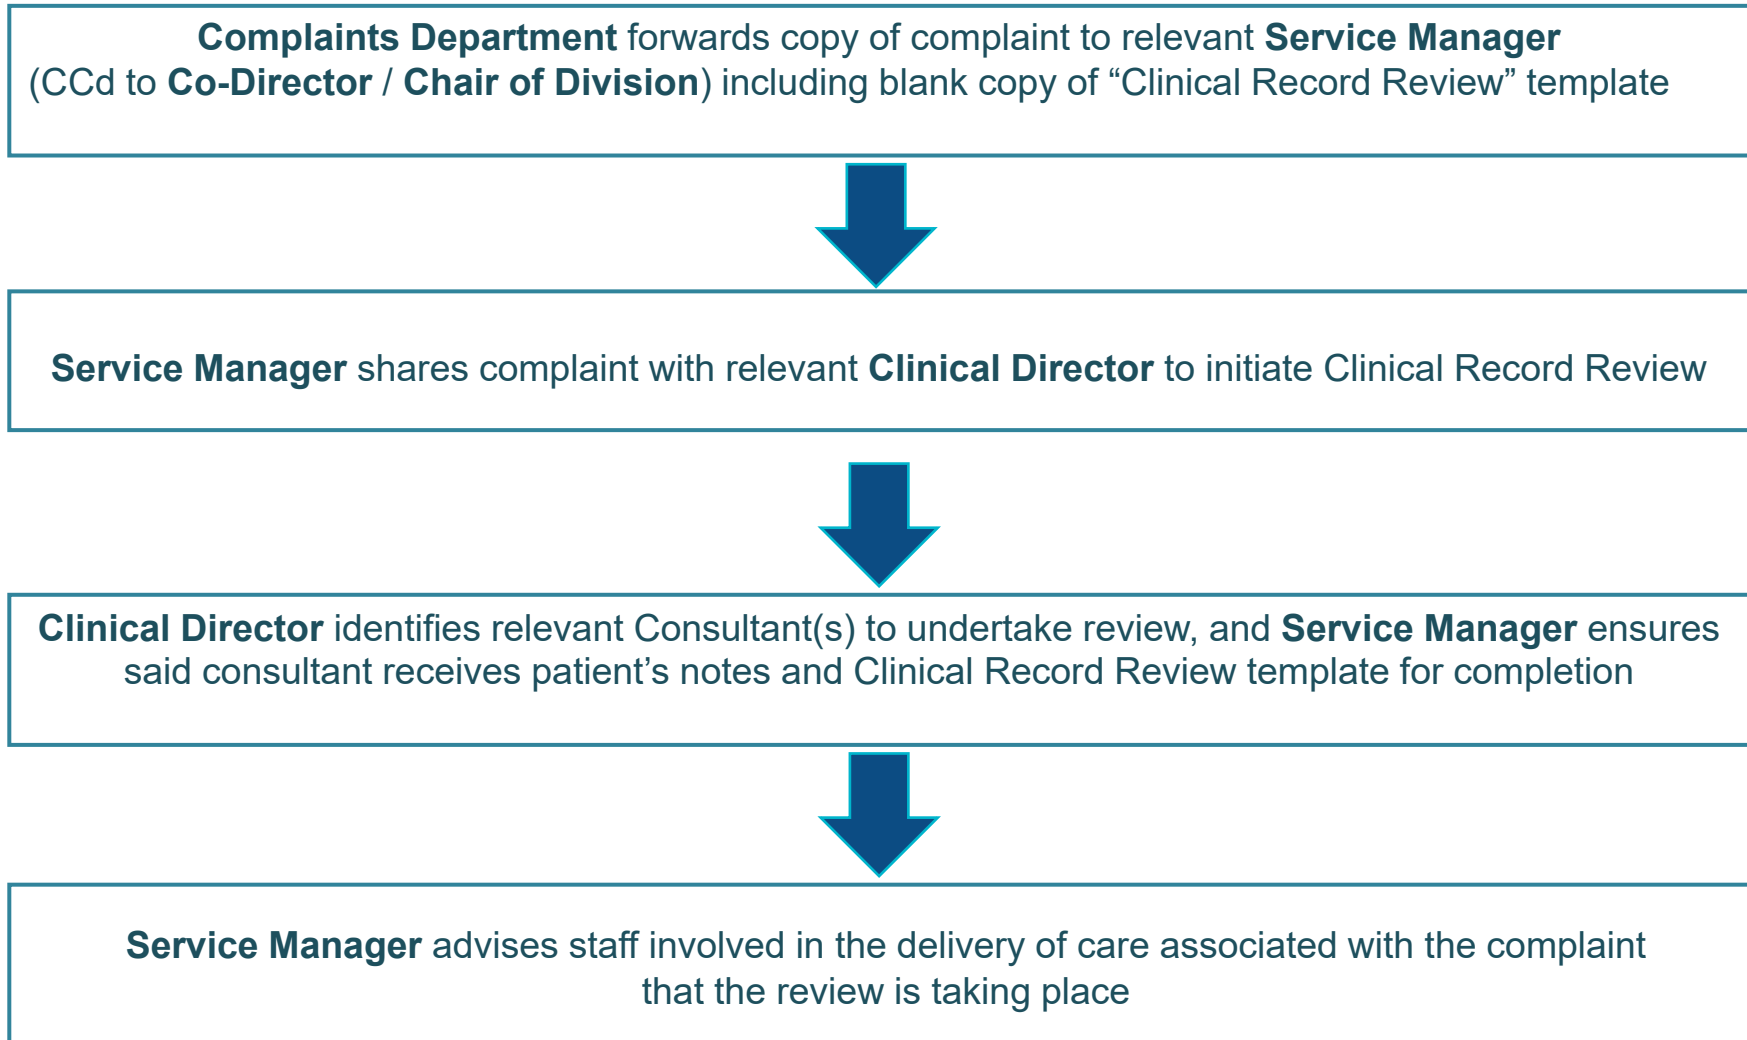 Complaints Department forwards copy of complaint to relevant Service Manager
(CCd to Co-Director / Chair of Division) including blank copy of “Clinical Record Review” template
Service Manager shares complaint with relevant Clinical Director to initiate Clinical Record Review
Clinical Director identifies relevant Consultant(s) to undertake review, and Service Manager ensures
said consultant receives patient’s notes and Clinical Record Review template for completion
Service Manager advises staff involved in the delivery of care associated with the complaint
that the review is taking place